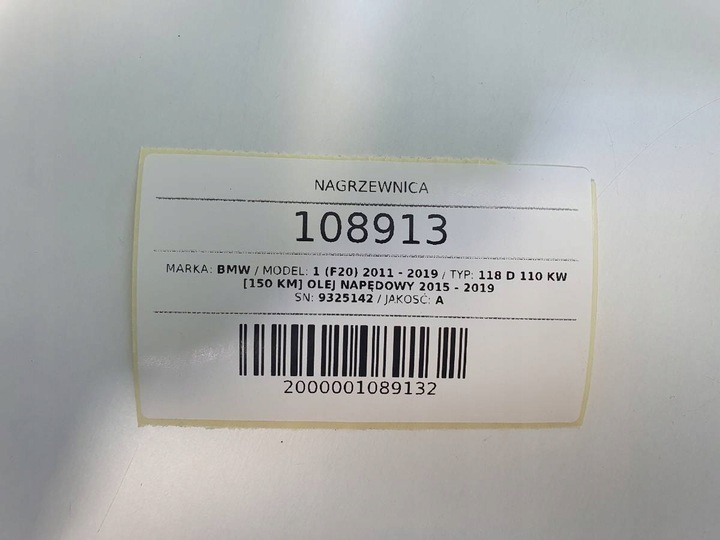 NAGRZEWNICA
108913
MARKA: BMW / MODEL: 1 (F20) 2011 - 2019 / TYP: 118 D 110 KW
[150 KM] OLEJ NAPĘDOWY 2015 - 2019
SN: 9325142 / JAKOŚĆ: A
2000001089132